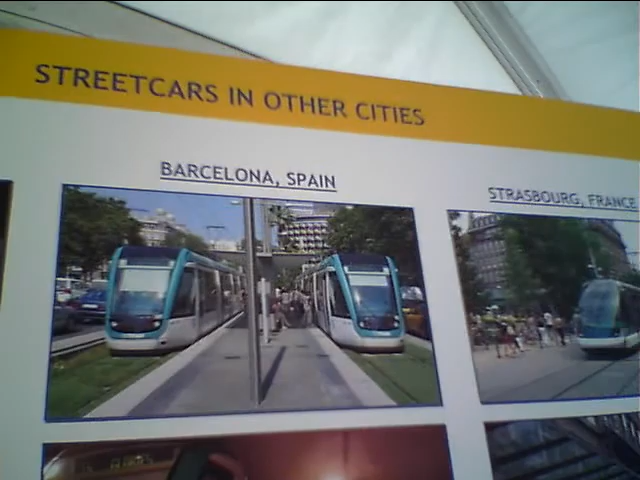 STREETCARS IN OTHER CITIES
BARCELONA, SPAIN
STRASBOURG, FRANCE